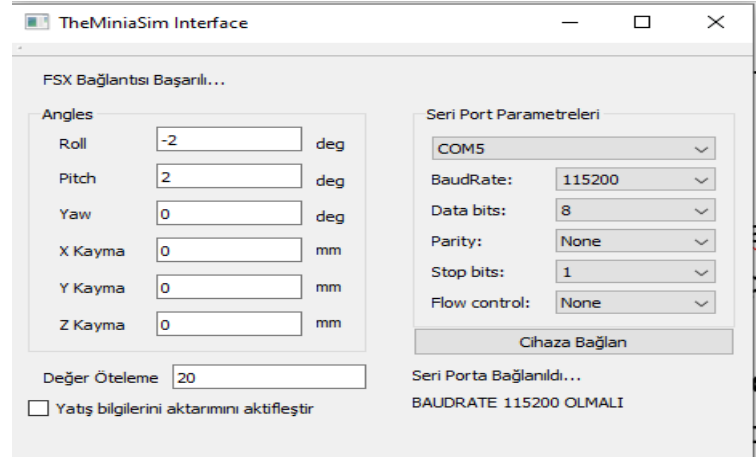 TheMiniaSim Interface
FSX Bağlantısı Başarılı...
Angles
Roll -2 deg
Pitch 2 deg
Yaw 0 deg
X Kayma 0 mm
Y Kayma 0 mm
Z Kayma 0 mm
Değer Öteleme 20
Yatış bilgilerini aktarımını aktifleştir
Seri Port Parametreleri
COM5
BaudRate: 115200
Data bits: 8
Parity: None
Stop bits: 1
Flow control: None
Cihaza Bağlan
Seri Porta Bağlanıldı...
BAUDRATE 115200 OLMALI